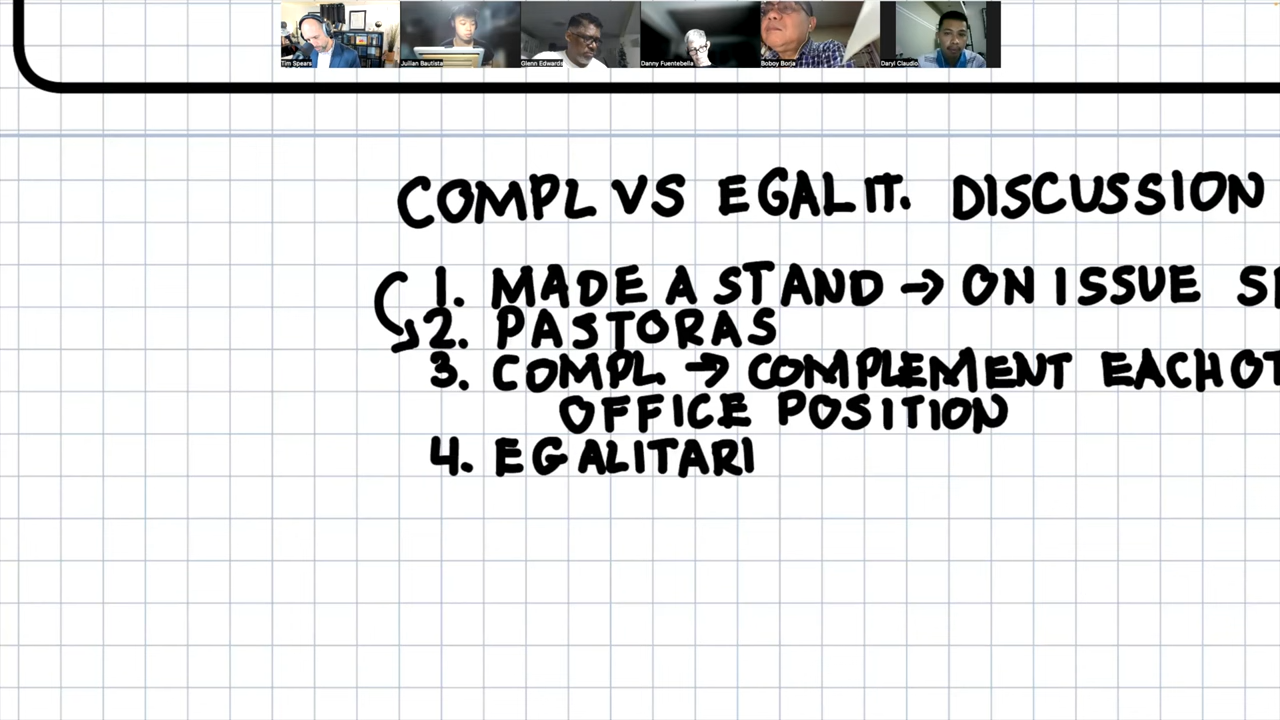 Tim Spears
Julian Bautista
Glenn Edwards
Danny Fuentebella
Boboy Borja
Daryl Claudio
COMPL VS EGALIT. DISCUSSION
1. MADE A STAND → ON ISSUE
2. PASTORAS
3. COMPL. → COMPLEMENT EACHOT
OFFICE POSITION
4. EGALITARI